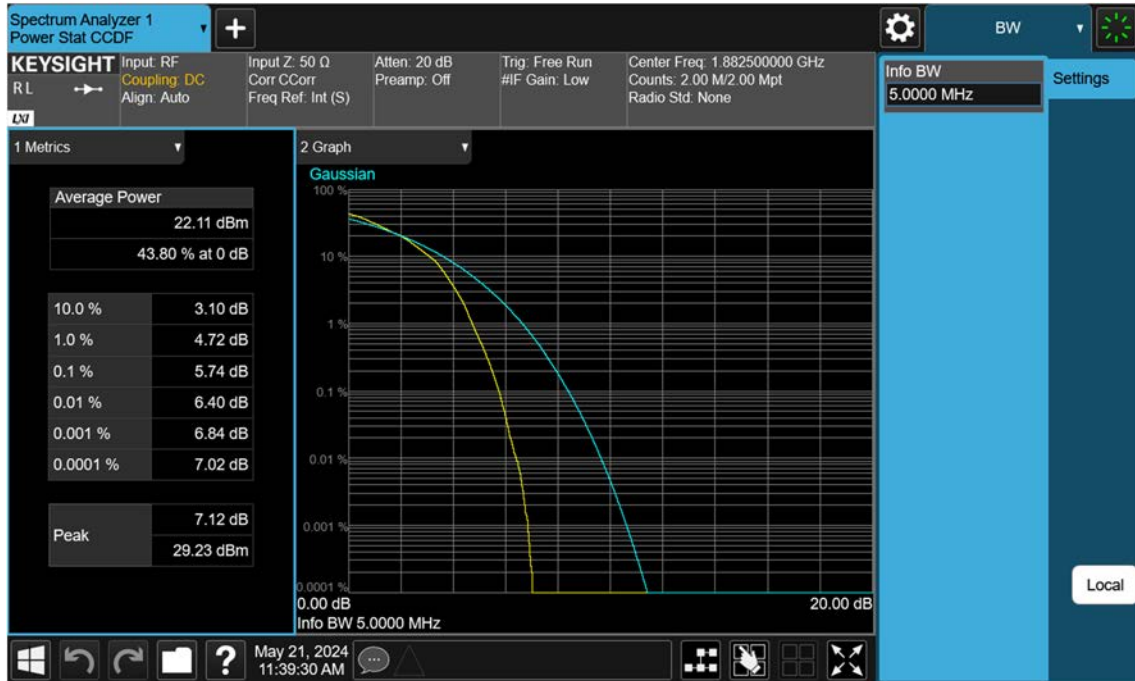 Spectrum Analyzer 1
Power Stat CCDF
BW
KEYSIGHT
RL
LXI
Input: RF
Coupling: DC
Align: Auto
Input Z: 50 Ω
Corr CCorr
Freq Ref: Int (S)
Atten: 20 dB
Preamp: Off
Trig: Free Run
#IF Gain: Low
Center Freq: 1.882500000 GHz
Counts: 2.00 M/2.00 Mpt
Radio Std: None
Info BW
5.0000 MHz
Settings
1 Metrics
Average Power
22.11 dBm
43.80 % at 0 dB
10.0 % 3.10 dB
1.0 % 4.72 dB
0.1 % 5.74 dB
0.01 % 6.40 dB
0.001 % 6.84 dB
0.0001 % 7.02 dB
Peak 7.12 dB
29.23 dBm
2 Graph
Gaussian
100 %
10 %
1 %
0.1 %
0.01 %
0.001 %
0.0001 %
0.00 dB 20.00 dB
Info BW 5.0000 MHz
Local
?
May 21, 2024
11:39:30 AM